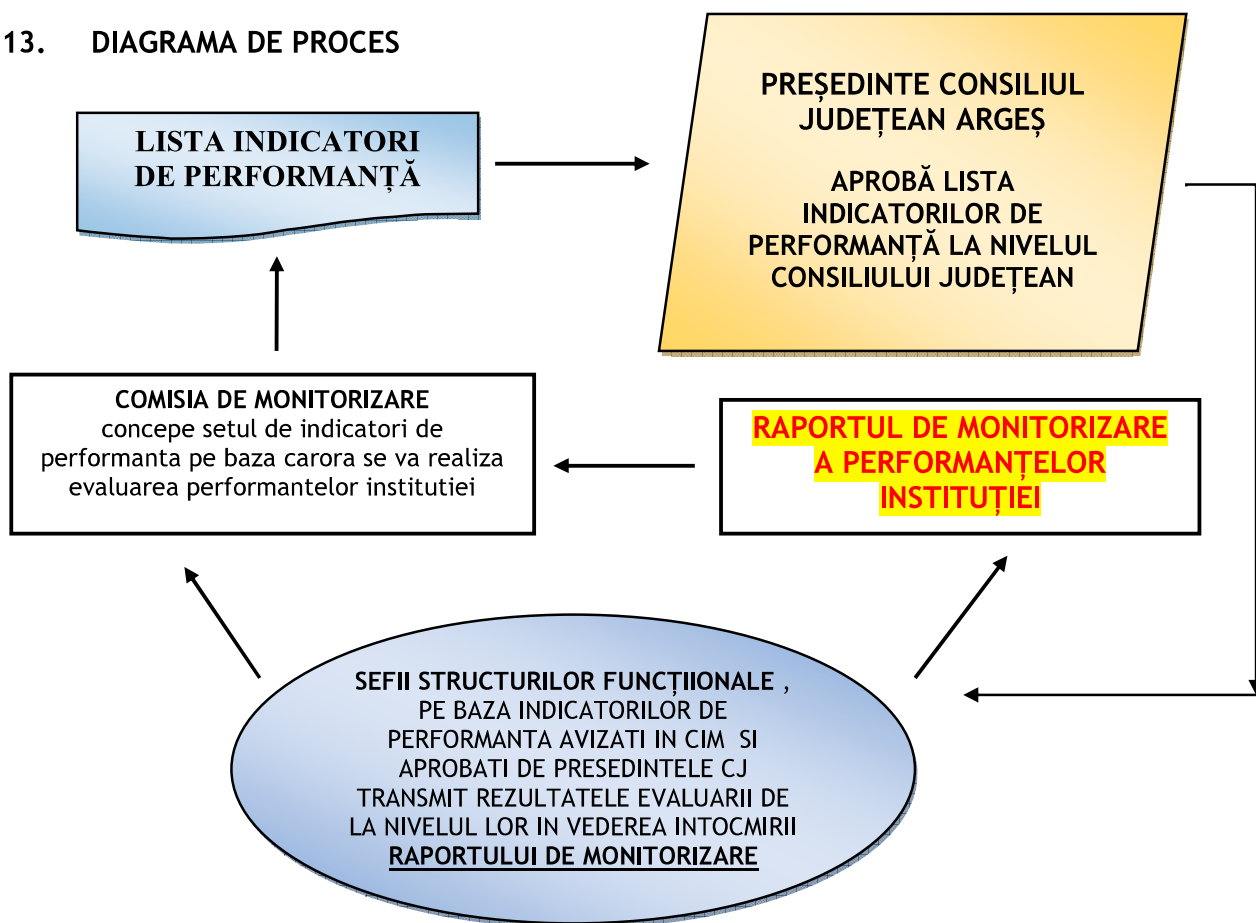 13. DIAGRAMA DE PROCES
LISTA INDICATORI
DE PERFORMANȚĂ
PREȘEDINTE CONSILIUL
JUDEȚEAN ARGEȘ
APROBĂ LISTA
INDICATORILOR DE
PERFORMANȚĂ LA NIVELUL
CONSILIULUI JUDEȚEAN
COMISIA DE MONITORIZARE
concepe setul de indicatori de
performanta pe baza carora se va realiza
evaluarea performantelor institutiei
RAPORTUL DE MONITORIZARE
A PERFORMANȚELOR
INSTITUȚIEI
SEFII STRUCTURILOR FUNCȚIIONALE ,
PE BAZA INDICATORILOR DE
PERFORMANTA AVIZATI IN CIM SI
APROBATI DE PRESEDINTELE CJ
TRANSMIT REZULTATELE EVALUARII DE
LA NIVELUL LOR IN VEDEREA INTOCMIRII
RAPORTULUI DE MONITORIZARE